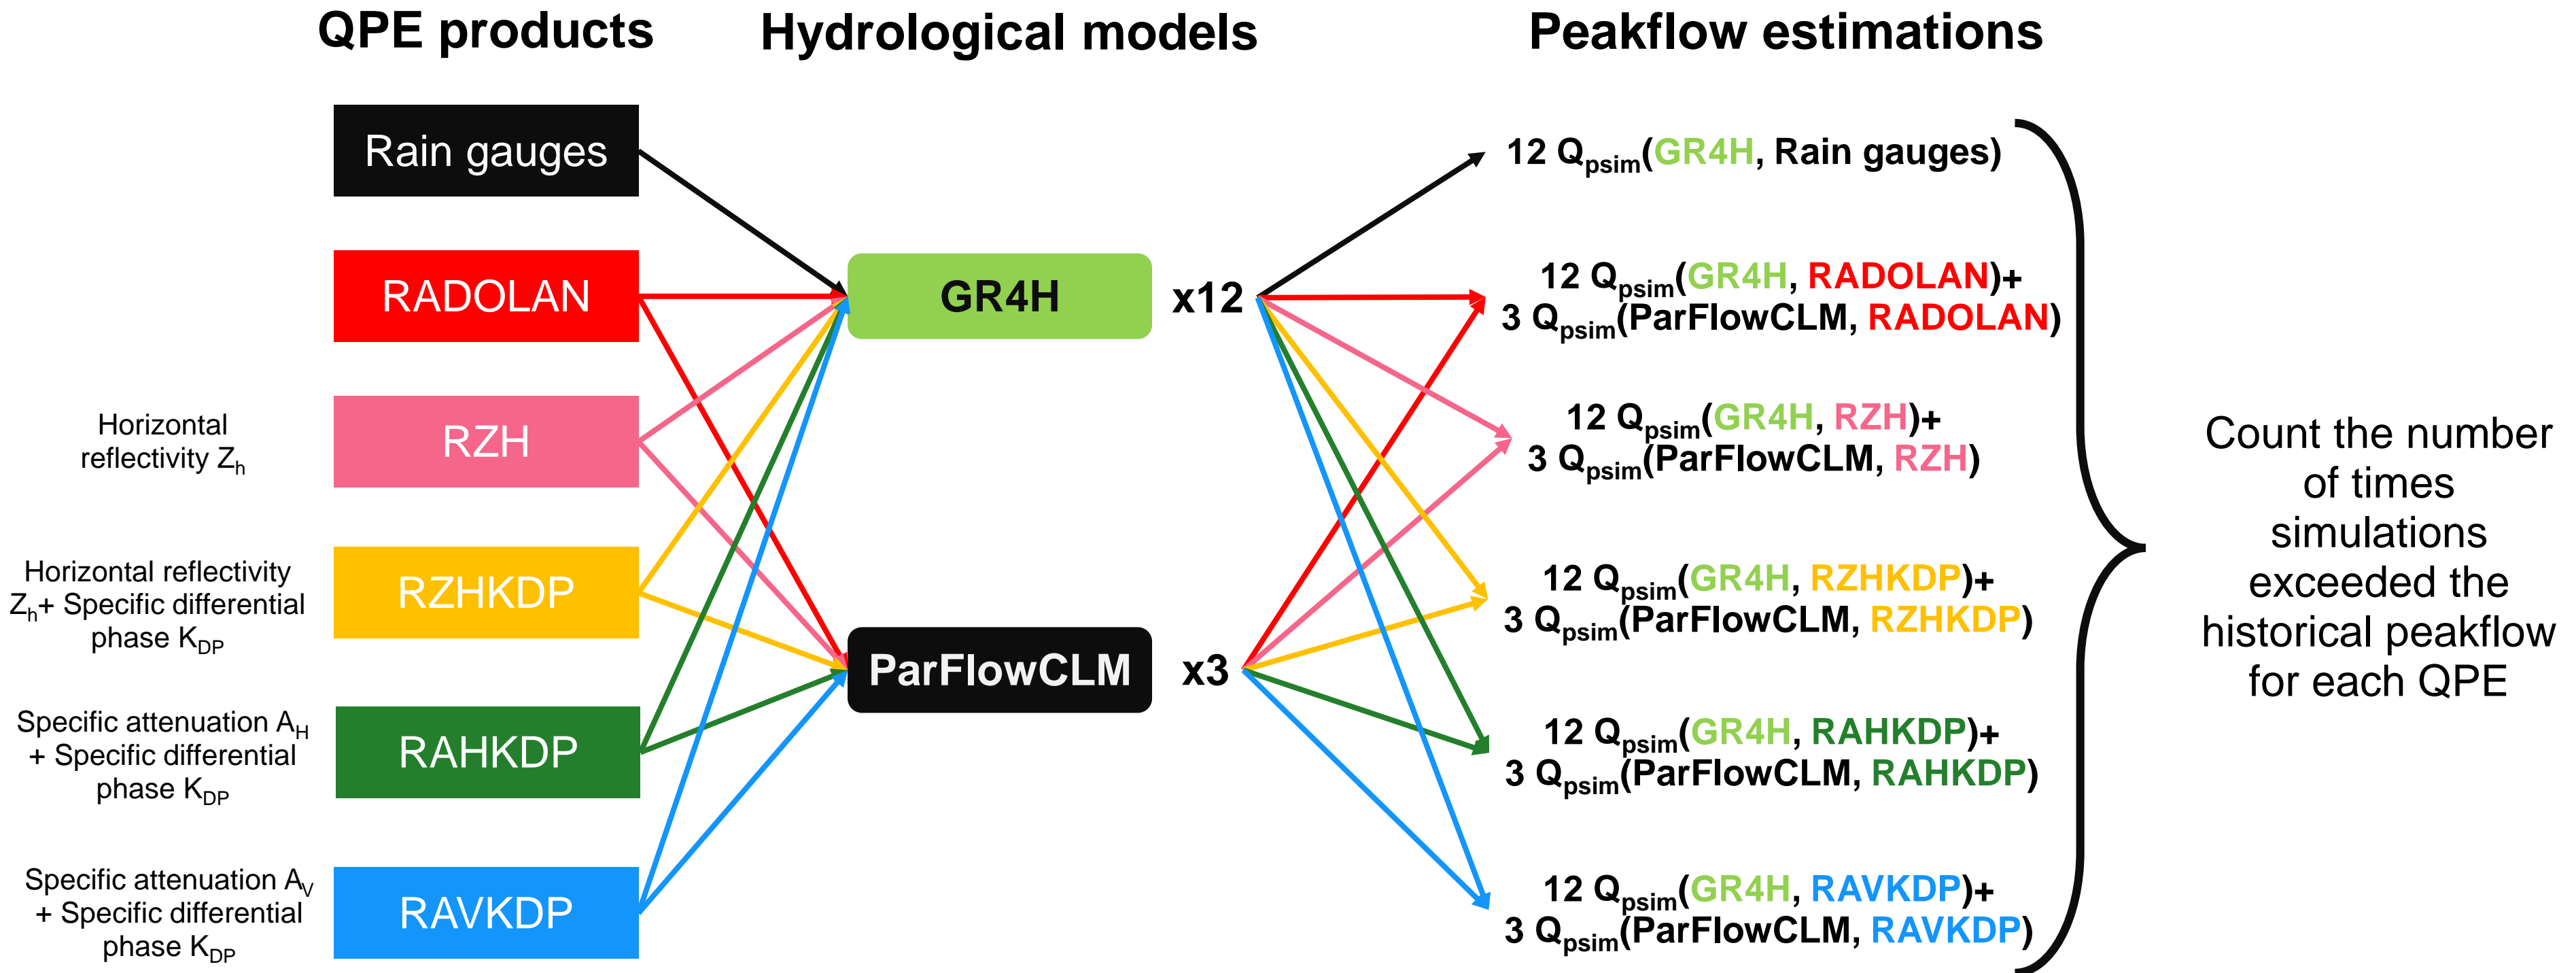 QPE products
Hydrological models
Peakflow estimations
Rain gauges
RADOLAN
Horizontal
reflectivity Zh
RZH
Horizontal reflectivity
Zh+ Specific differential
phase KDP
RZHKDP
Specific attenuation AH
+ Specific differential
phase KDP
RAHKDP
Specific attenuation AV
+ Specific differential
phase KDP
RAVKDP
GR4H
x12
ParFlowCLM
x3
12 Qpsim(GR4H, Rain gauges)
12 Qpsim(GR4H, RADOLAN)+
3 Qpsim(ParFlowCLM, RADOLAN)
12 Qpsim(GR4H, RZH)+
3 Qpsim(ParFlowCLM, RZH)
12 Qpsim(GR4H, RZHKDP)+
3 Qpsim(ParFlowCLM, RZHKDP)
12 Qpsim(GR4H, RAHKDP)+
3 Qpsim(ParFlowCLM, RAHKDP)
12 Qpsim(GR4H, RAVKDP)+
3 Qpsim(ParFlowCLM, RAVKDP)
Count the number
of times
simulations
exceeded the
historical peakflow
for each QPE